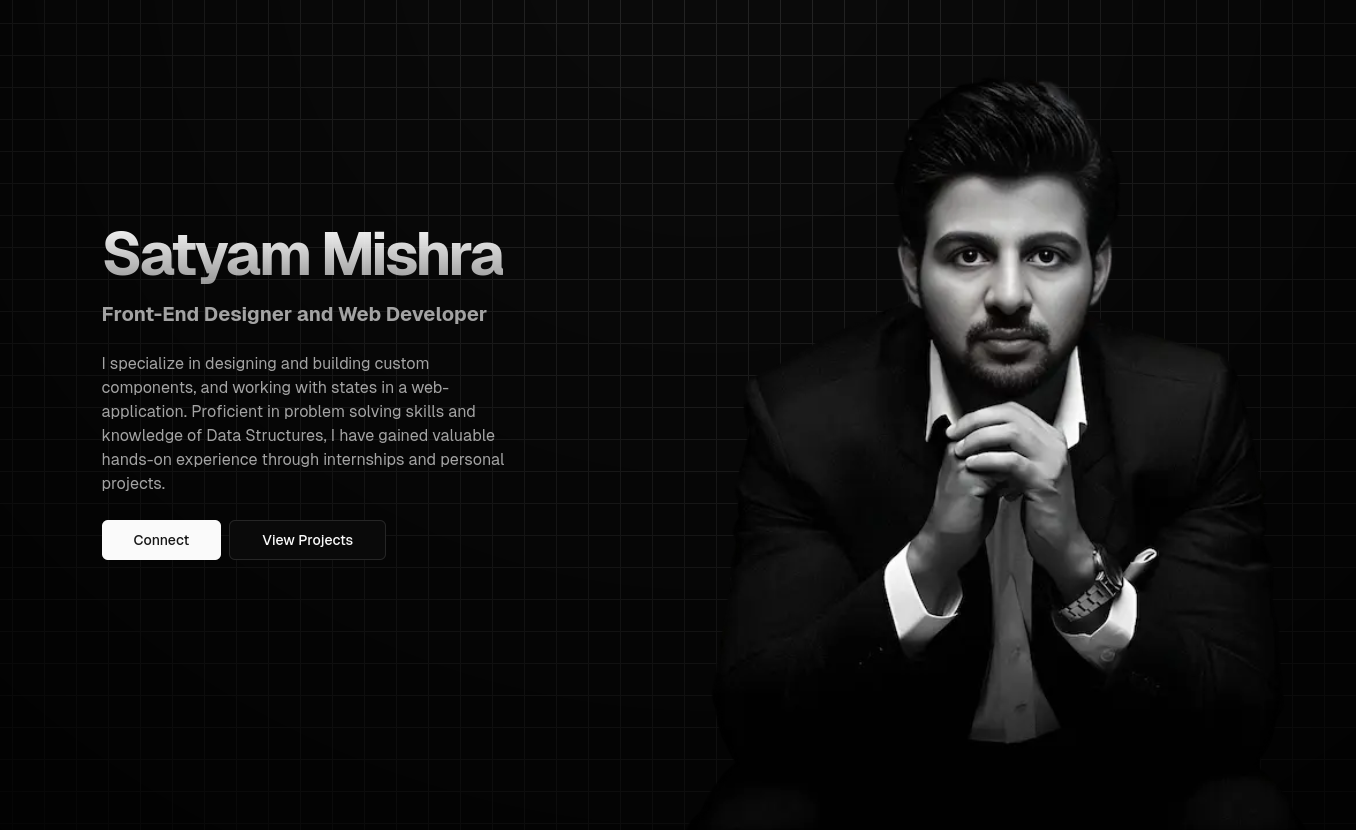 Satyam Mishra
Front-End Designer and Web Developer
I specialize in designing and building custom
components, and working with states in a web-
application. Proficient in problem solving skills and
knowledge of Data Structures, I have gained valuable
hands-on experience through internships and personal
projects.
Connect
View Projects